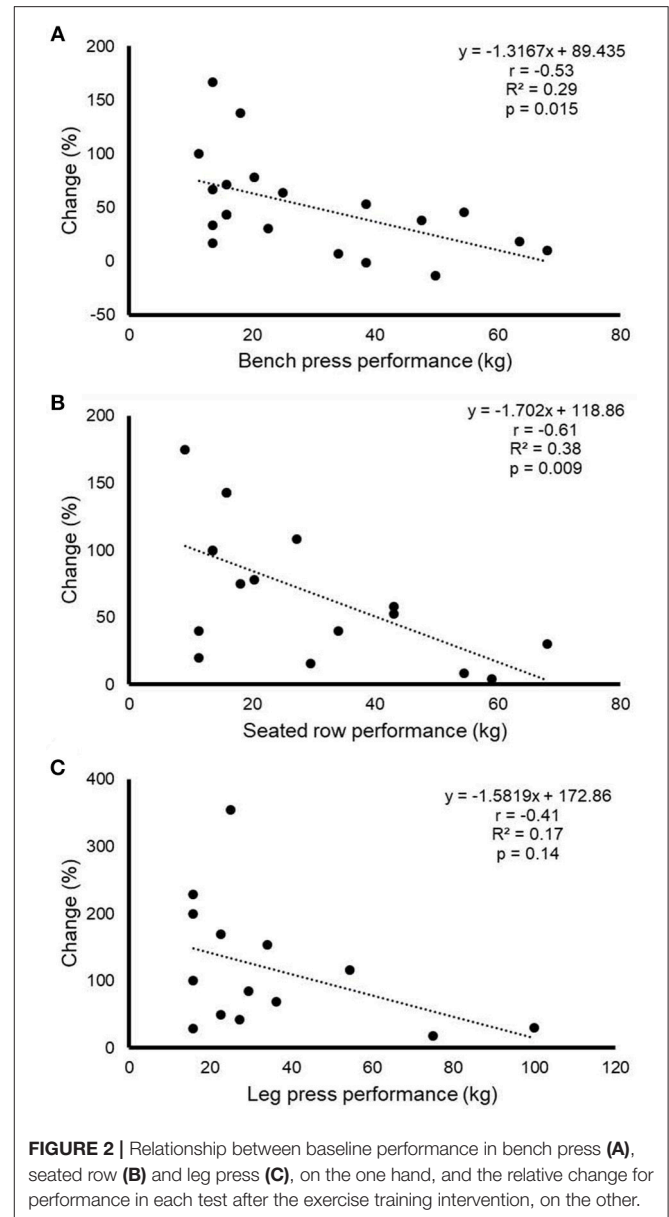 A
200
150
100
50
0
-50
Change (%)
y = -1.3167x + 89.435
r = -0.53
R² = 0.29
p = 0.015
0 20 40 60 80
Bench press performance (kg)
B
200
150
100
50
0
Change (%)
y = -1.702x + 118.86
r = -0.61
R² = 0.38
p = 0.009
0 20 40 60 80
Seated row performance (kg)
C
400
300
200
100
0
Change (%)
y = -1.5819x + 172.86
r = -0.41
R² = 0.17
p = 0.14
0 20 40 60 80 100 120
Leg press performance (kg)
FIGURE 2 | Relationship between baseline performance in bench press (A),
seated row (B) and leg press (C), on the one hand, and the relative change for
performance in each test after the exercise training intervention, on the other.